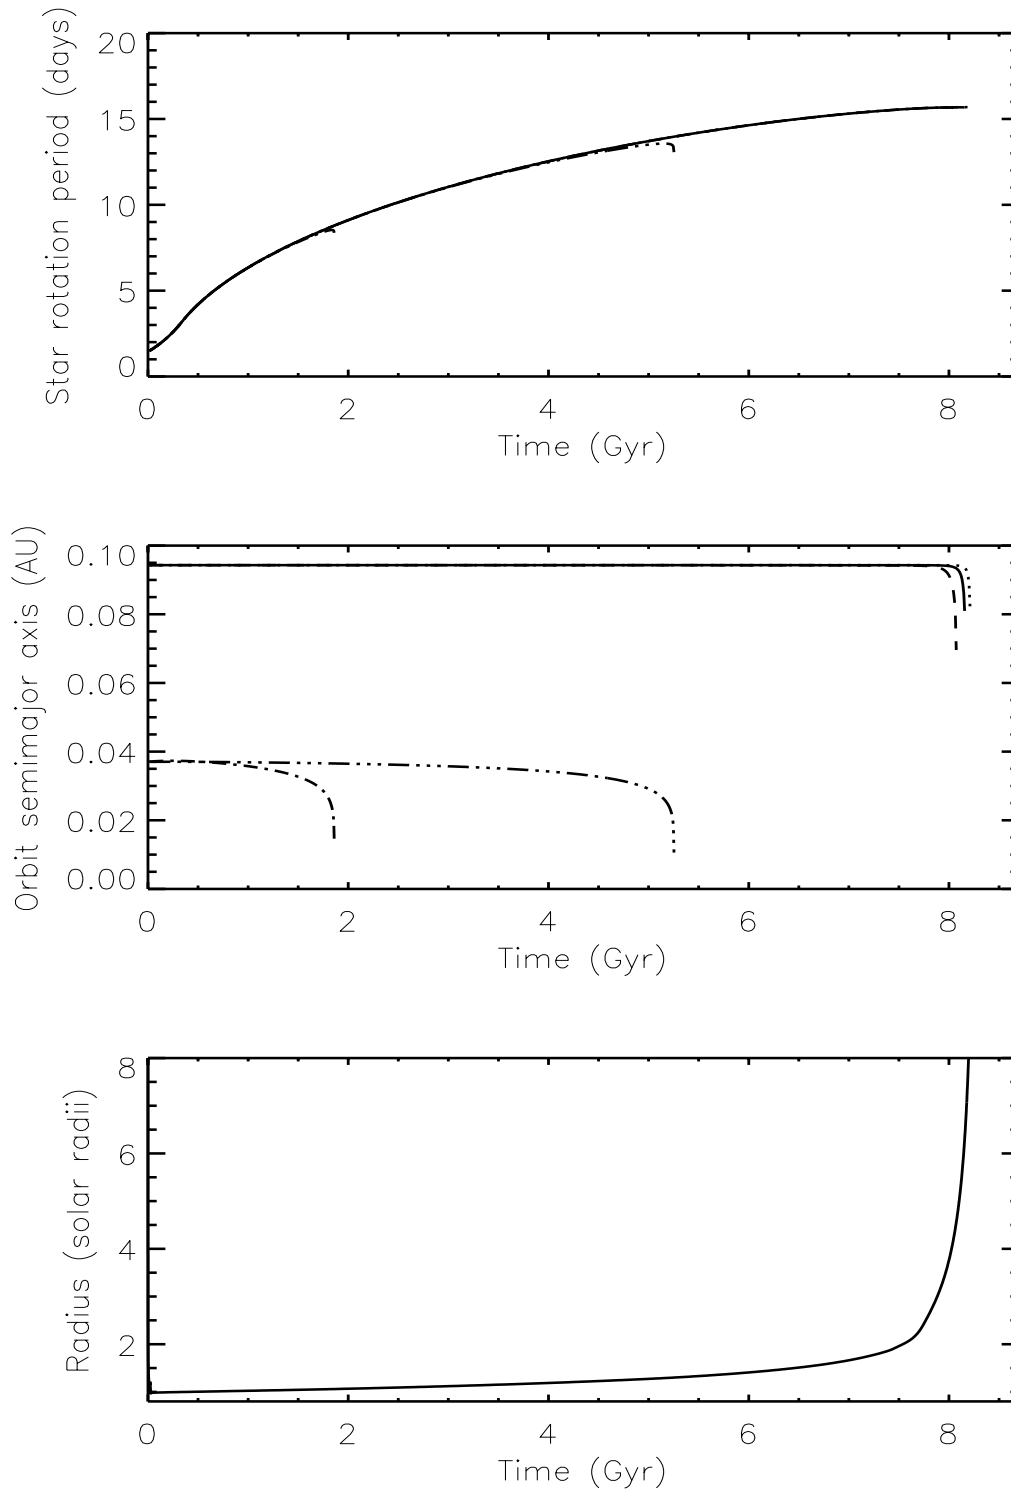 Star rotation period (days)
20
15
10
5
0
0 2 4 6 8
Time (Gyr)
Orbit semimajor axis (AU)
0.10
0.08
0.06
0.04
0.02
0.00
0 2 4 6 8
Time (Gyr)
Radius (solar radii)
8
6
4
2
0 2 4 6 8
Time (Gyr)